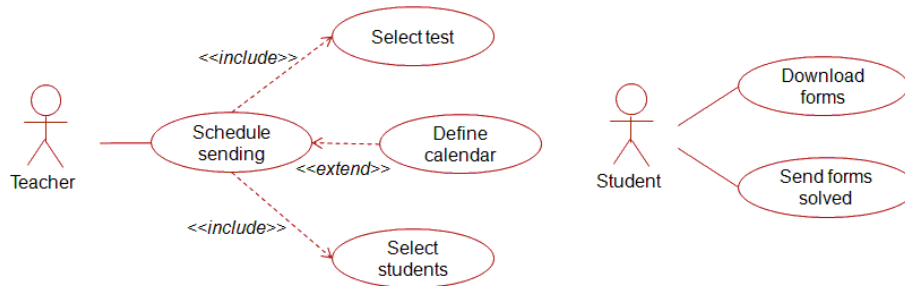 Select test
<<include>>
Schedule
sending
Define
calendar
<<extend>>
Teacher
<<include>>
Select
students
Download
forms
Student
Send forms
solved